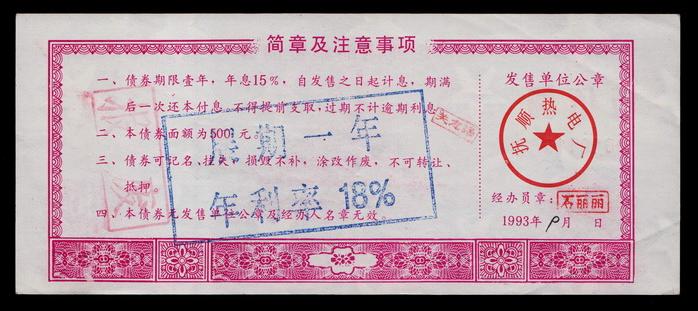 简章及注意事项
一、债券期限壹年，年息15%，自发售之日起计息，期满
后一次还本付息，不得提前支取，过期不计逾期利息。
二、本债券面额为500元
三、债券可记名、挂失，损毁不补，涂改作废，不可转让、
抵押。
四、本债券无发售单位公章及经办人名章无效。
展期一年
年利率18%
发售单位公章
抚顺热电厂
经办员章：石丽丽
1993年9月 日